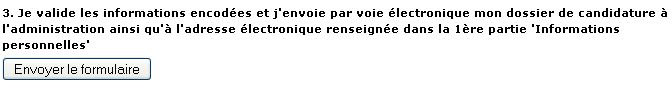 3. Je valide les informations encodées et j'envoie par voie électronique mon dossier de candidature à
l'administration ainsi qu'à l'adresse électronique renseignée dans la 1ère partie 'Informations
personnelles'
Envoyer le formulaire